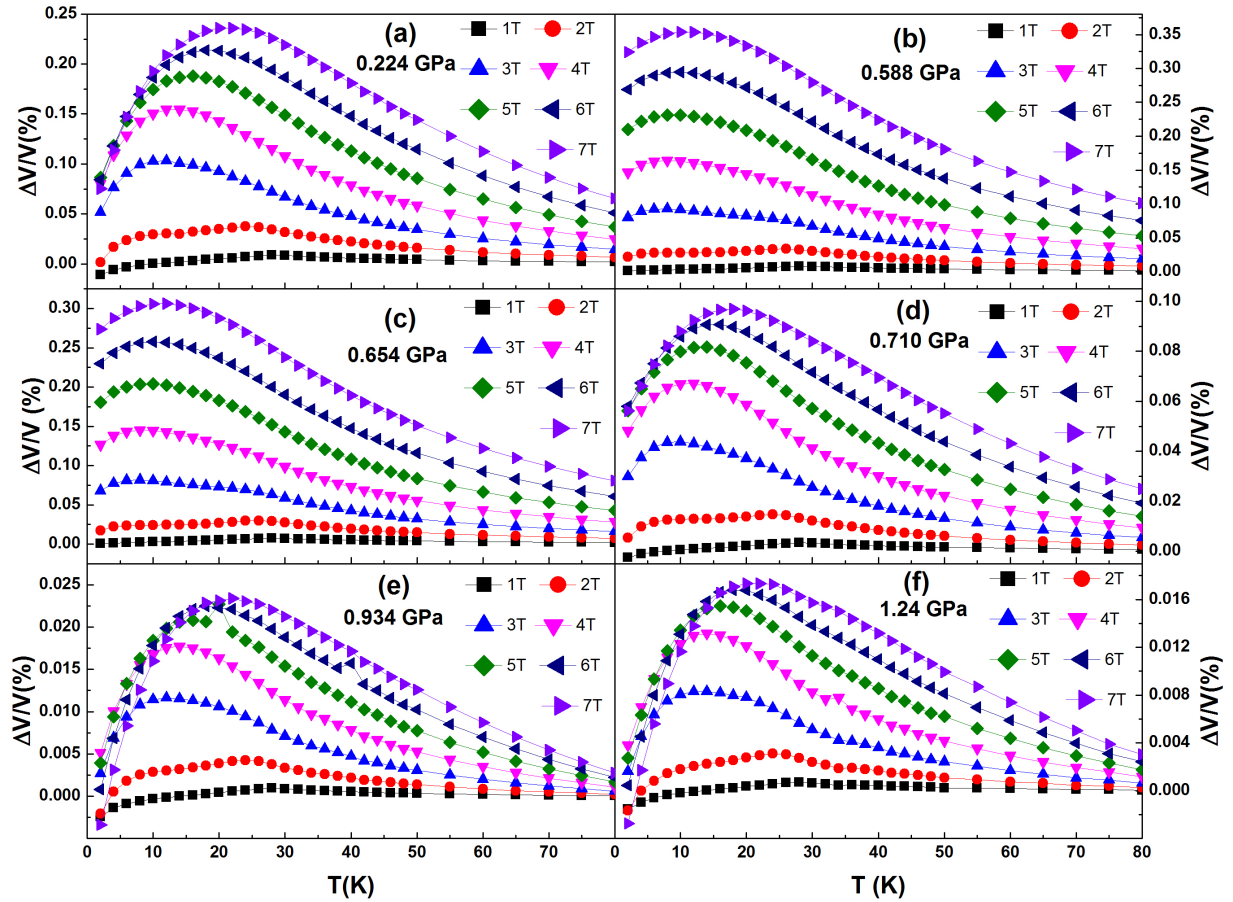 (a)
0.224 GPa
1T 2T
3T 4T
5T 6T
7T
ΔV/V(%)
0.25
0.20
0.15
0.10
0.05
0.00
(b)
0.588 GPa
1T 2T
3T 4T
5T 6T
7T
0.35
0.30
0.25
0.20
0.15
0.10
0.05
0.00
ΔV/V(%)
(c)
0.654 GPa
1T 2T
3T 4T
5T 6T
7T
ΔV/V (%)
0.30
0.25
0.20
0.15
0.10
0.05
0.00
(d)
0.710 GPa
1T 2T
3T 4T
5T 6T
7T
0.10
0.08
0.06
0.04
0.02
0.00
ΔV/V(%)
(e)
0.934 GPa
1T 2T
3T 4T
5T 6T
7T
ΔV/V(%)
0.025
0.020
0.015
0.010
0.005
0.000
0 10 20 30 40 50 60 70
T(K)
(f)
1.24 GPa
1T 2T
3T 4T
5T 6T
7T
0.016
0.012
0.008
0.004
0.000
ΔV/V(%)
0 10 20 30 40 50 60 70 80
T (K)